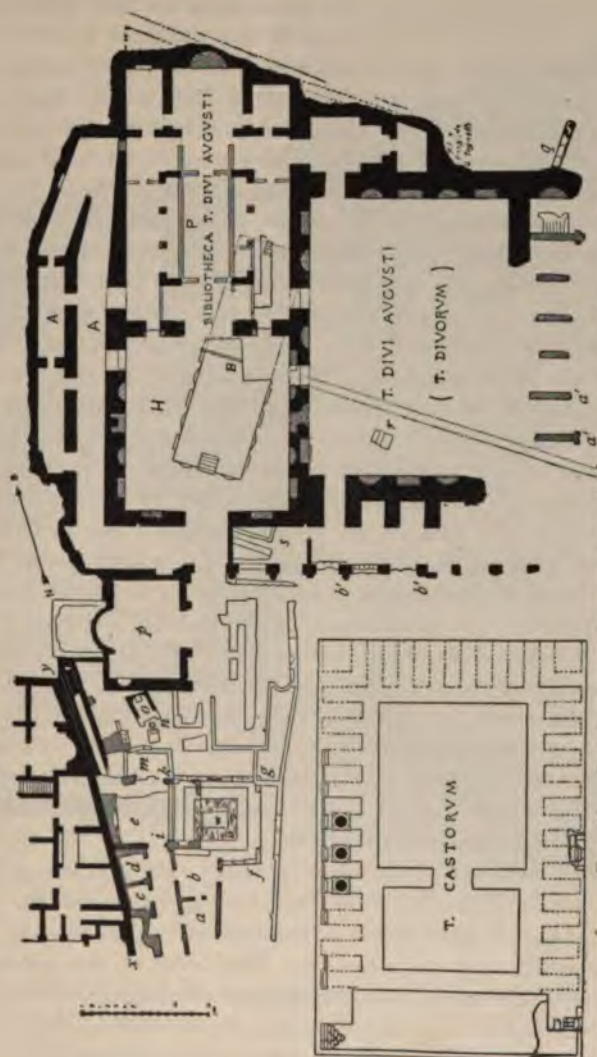 A
A
P
BIBLIOTHECA T. DIVI AVGVSTI
H
B
T. DIVI AVGVSTI
(T. DIVORVM)
r
q
a'
a'
s
b'
b'
N
S
y
p
o
n
m
k
g
e
i
d
c
b
a
f
x
T. CASTORVM